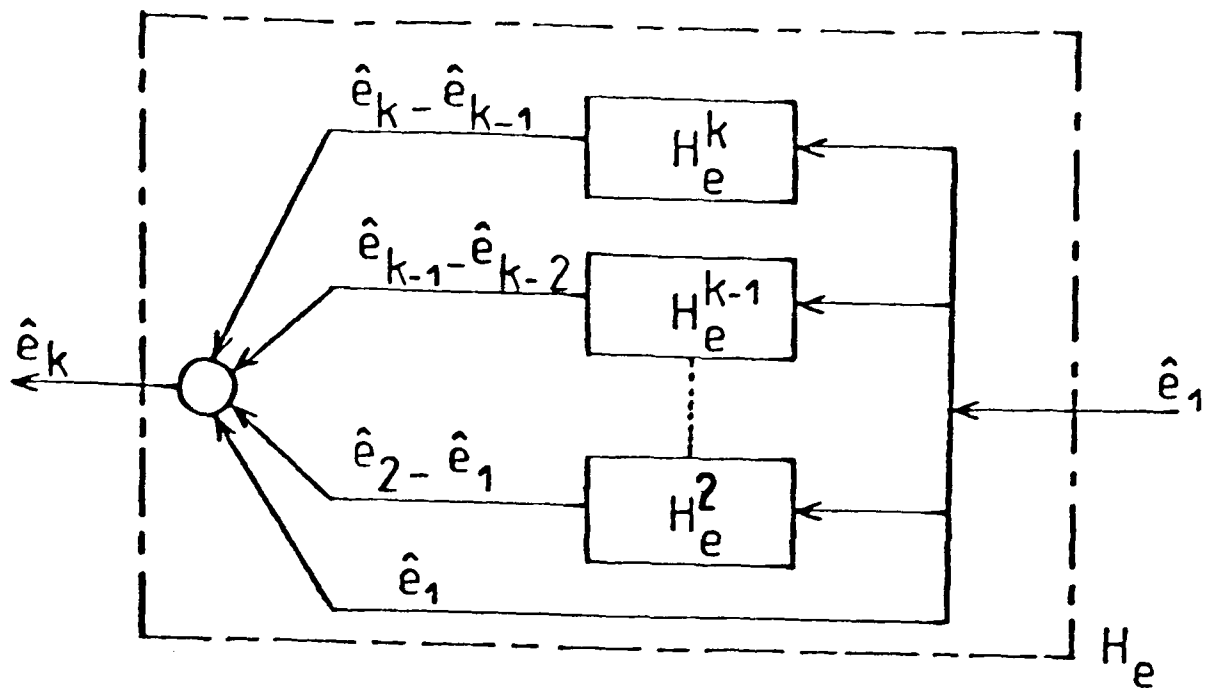 ê_k - ê_{k-1}
H_e^k
ê_{k-1} - ê_{k-2}
H_e^{k-1}
ê_k
ê_1
ê_2 - ê_1
H_e^2
ê_1
H_e